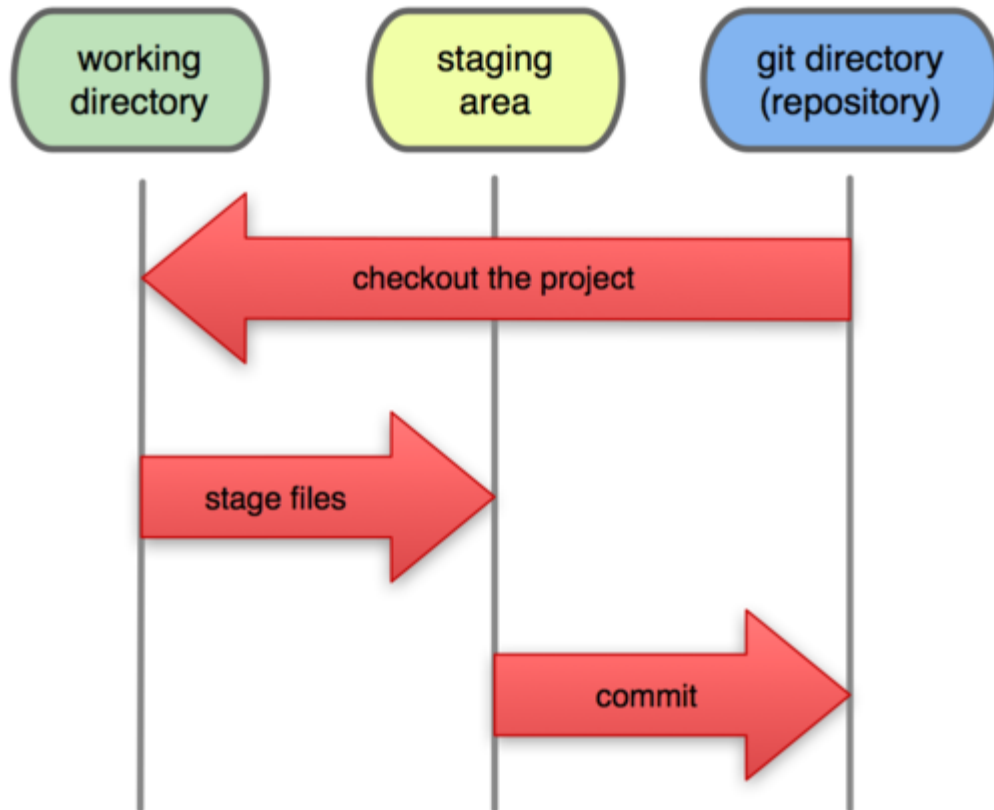 working
directory
staging
area
git directory
(repository)
checkout the project
stage files
commit